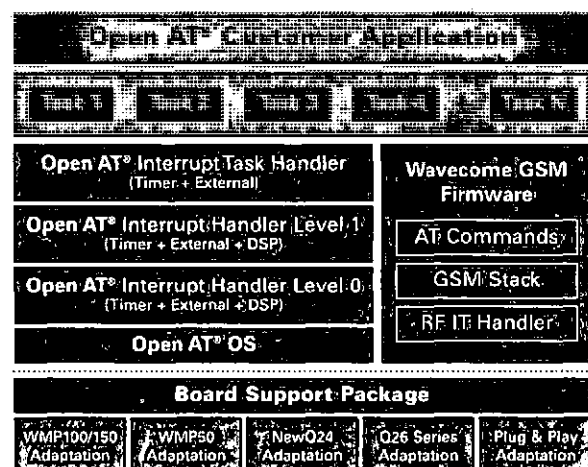 Open AT® Customer Application
Task 1
Task 2
Task 3
Task 4
Task N
Open AT® Interrupt Task Handler
(Timer + External)
Open AT® Interrupt Handler Level 1
(Timer + External + DSP)
Open AT® Interrupt Handler Level 0
(Timer + External + DSP)
Open AT® OS
Wavecome GSM
Firmware
AT Commands
GSM Stack
RF IT Handler
Board Support Package
WMP100/150
Adaptation
WMP50
Adaptation
NewQ24
Adaptation
Q26 Series
Adaptation
Plug & Play
Adaptation